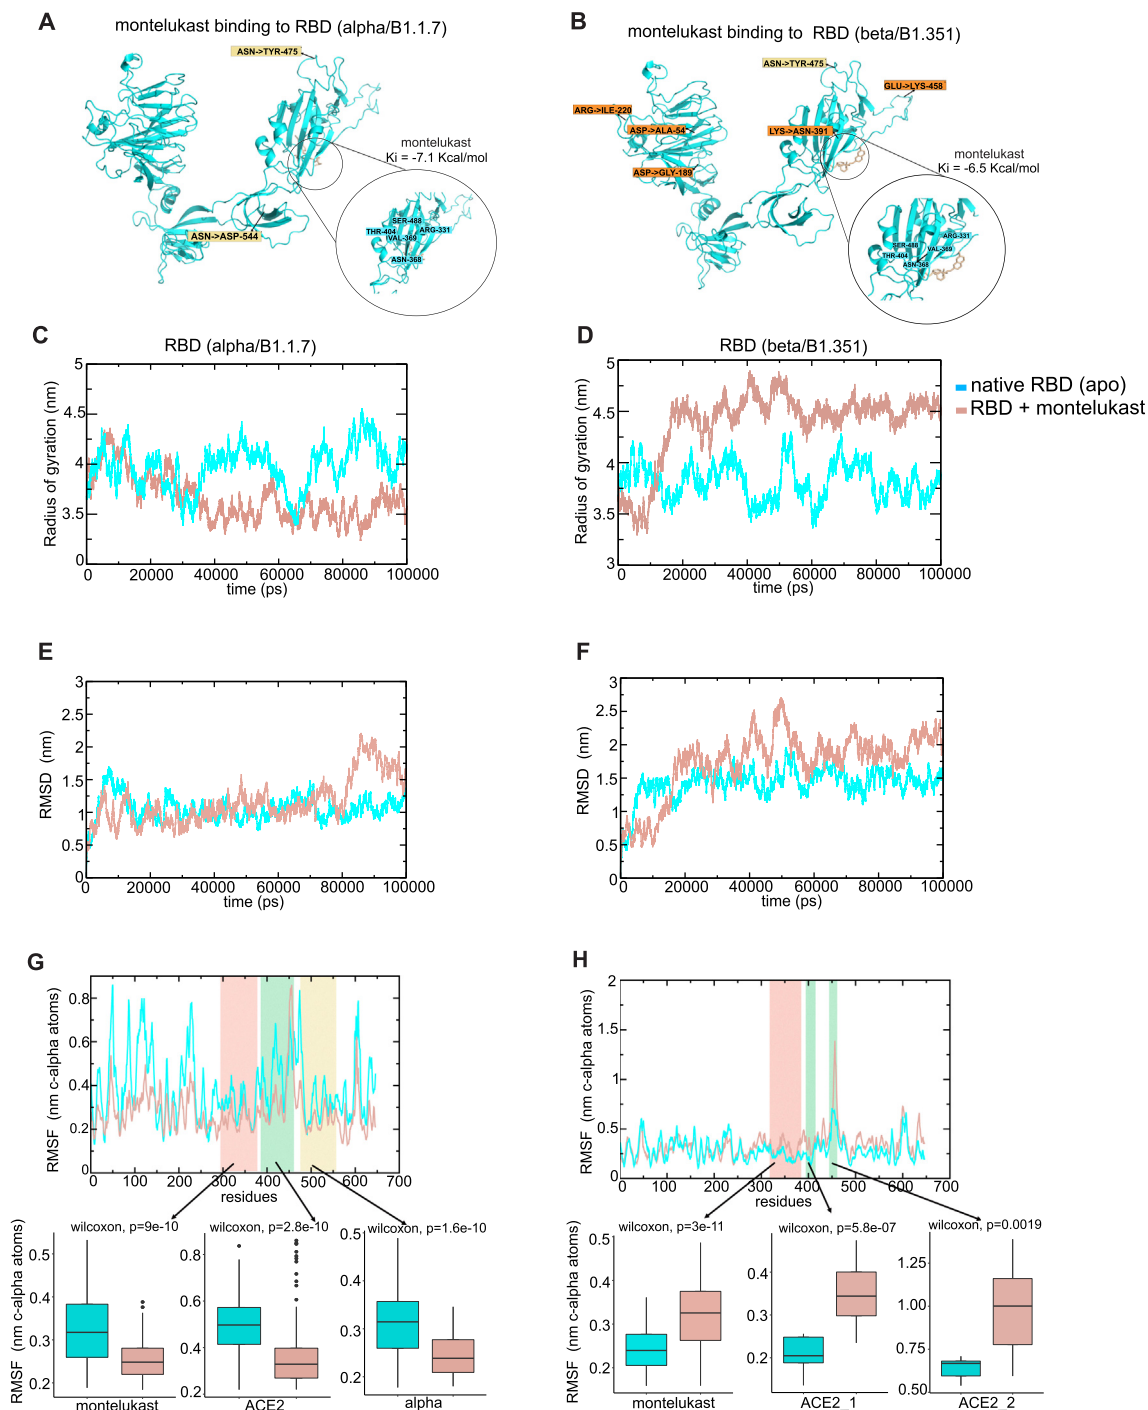 A
montelukast binding to RBD (alpha/B1.1.7)
ASN->TYR-475
montelukast
Ki = -7.1 Kcal/mol
ASN->ASP-544
SER-488
THR-404
ARG-331
VAL-369
ASN-368
B
montelukast binding to RBD (beta/B1.351)
ASN->TYR-475
GLU->LYS-458
ARG->ILE-220
ASP->ALA-54
LYS->ASN-391
ASP->GLY-189
montelukast
Ki = -6.5 Kcal/mol
ARG-331
SER-488
VAL-369
THR-404
ASN-368
C
RBD (alpha/B1.1.7)
Radius of gyration (nm)
5
4.5
4
3.5
0
0 20000 40000 60000 80000 100000
time (ps)
D
RBD (beta/B1.351)
Radius of gyration (nm)
5
4.5
4
3.5
3
0 20000 40000 60000 80000 100000
time (ps)
native RBD (apo)
RBD + montelukast
E
RMSD (nm)
3
2.5
2
1.5
1
0.5
0
0 20000 40000 60000 80000 100000
time (ps)
F
RMSD (nm)
3
2.5
2
1.5
1
0.5
0
0 20000 40000 60000 80000 100000
time (ps)
G
RMSF (nm c-alpha atoms)
0.8
0.6
0.4
0.2
0
0 100 200 300 400 500 600 700
residues
wilcoxon, p=9e-10
wilcoxon, p=2.8e-10
wilcoxon, p=1.6e-10
RMSF (nm c-alpha atoms)
0.5
0.4
0.3
0.2
montelukast
0.8
0.6
0.4
0.2
ACE2
0.5
0.3
0.2
alpha
H
RMSF (nm c-alpha atoms)
2
1.5
1
0.5
0
0 100 200 300 400 500 600 700
residues
wilcoxon, p=3e-11
wilcoxon, p=5.8e-07
wilcoxon, p=0.0019
RMSF (nm c-alpha atoms)
0.5
0.4
0.3
0.2
montelukast
0.4
0.3
0.2
ACE2_1
1.25
1.00
0.75
0.50
ACE2_2